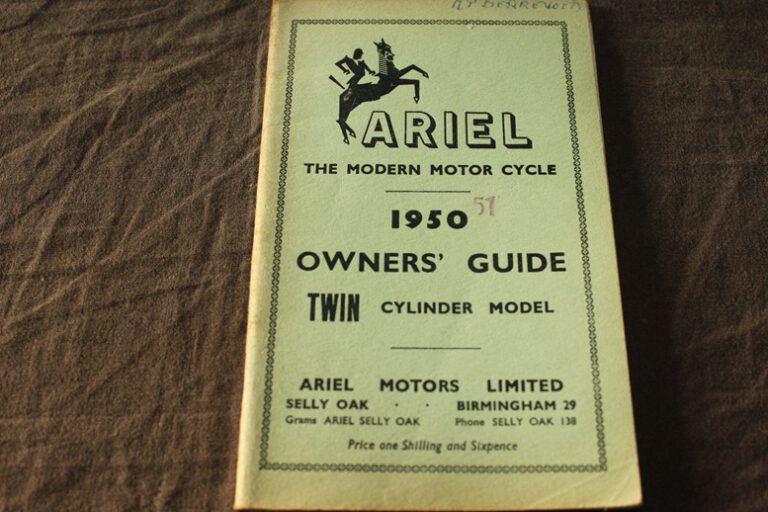 ARIEL
THE MODERN MOTOR CYCLE
1950 57
OWNERS' GUIDE
TWIN CYLINDER MODEL
ARIEL MOTORS LIMITED
SELLY OAK . . BIRMINGHAM 29
Grams ARIEL SELLY OAK Phone SELLY OAK 138
Price one Shilling and Sixpence